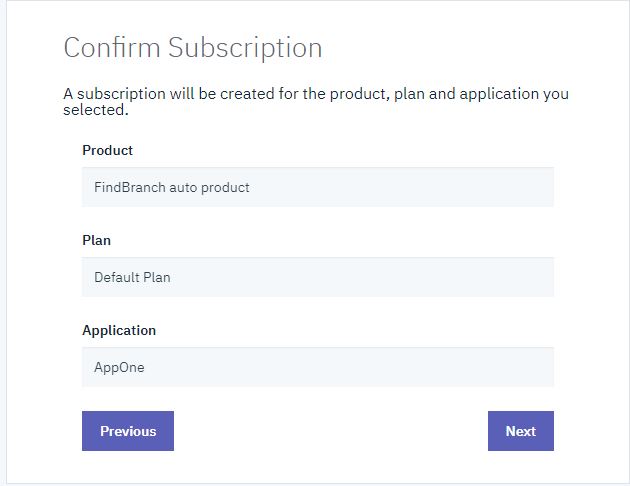 Confirm Subscription
A subscription will be created for the product, plan and application you
selected.
Product
FindBranch auto product
Plan
Default Plan
Application
AppOne
Previous
Next